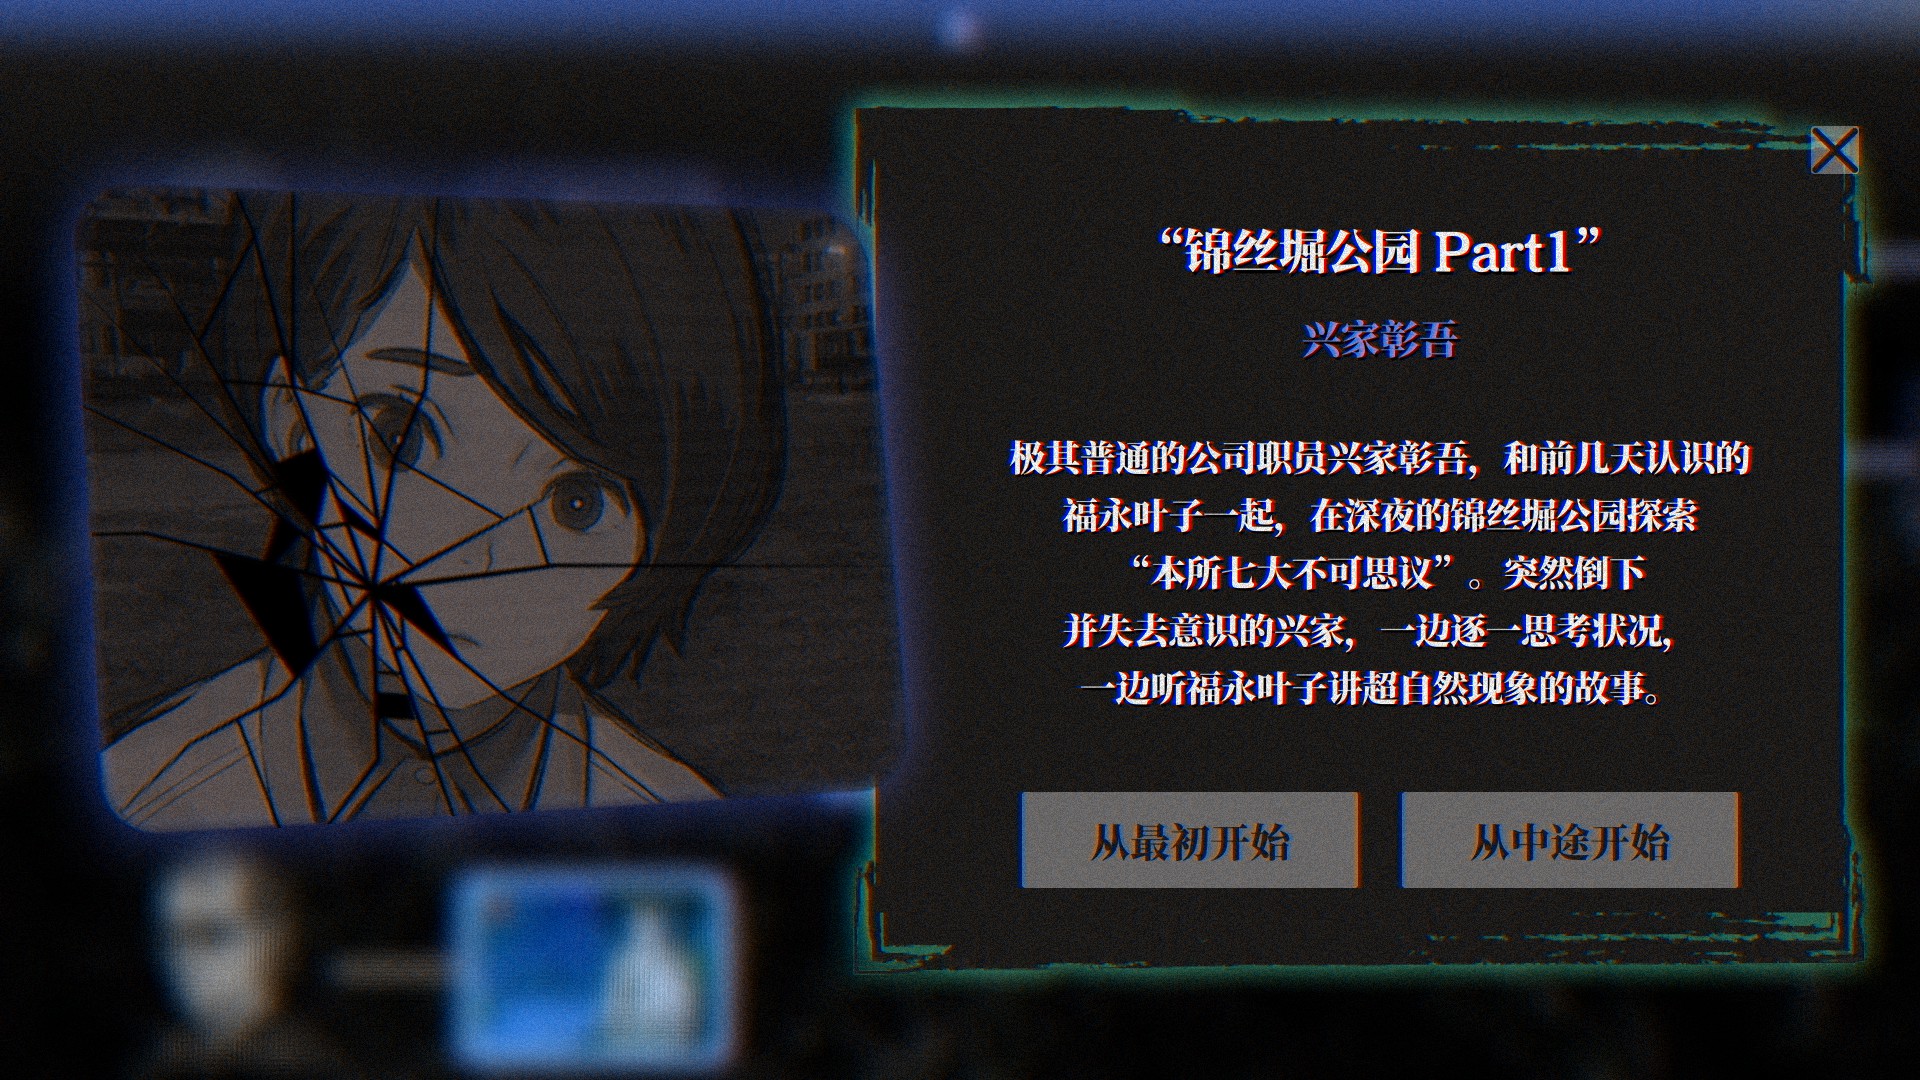 “锦丝堀公园 Part1”
兴家彰吾
极其普通的公司职员兴家彰吾，和前几天认识的
福永叶子一起，在深夜的锦丝堀公园探索
“本所七大不可思议”。突然倒下
并失去意识的兴家，一边逐一思考状况，
一边听福永叶子讲超自然现象的故事。
从最初开始
从中途开始